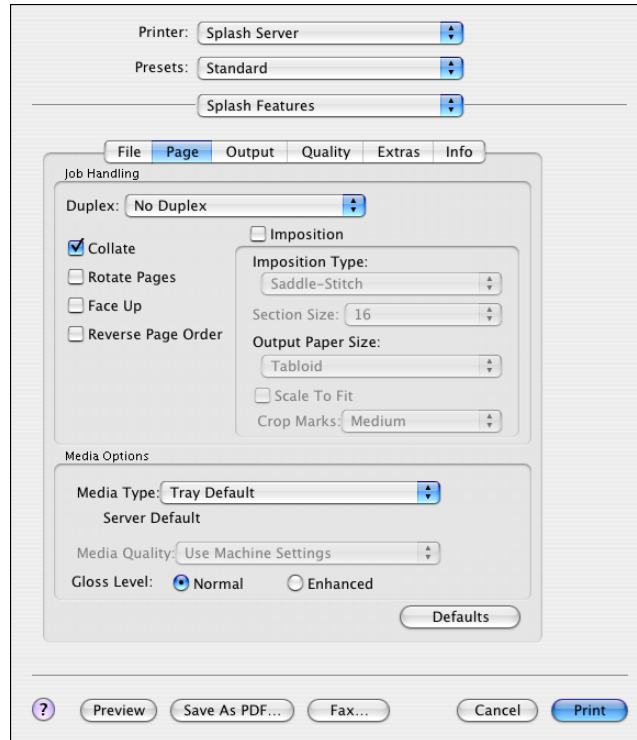 Printer: Splash Server
Presets: Standard
Splash Features
File Page Output Quality Extras Info
Job Handling
Duplex: No Duplex
Collate
Rotate Pages
Face Up
Reverse Page Order
Imposition
Imposition Type:
Saddle-Stitch
Section Size: 16
Output Paper Size:
Tabloid
Scale To Fit
Crop Marks: Medium
Media Options
Media Type: Tray Default
Server Default
Media Quality: Use Machine Settings
Gloss Level: Normal Enhanced
Defaults
? Preview Save As PDF... Fax... Cancel Print